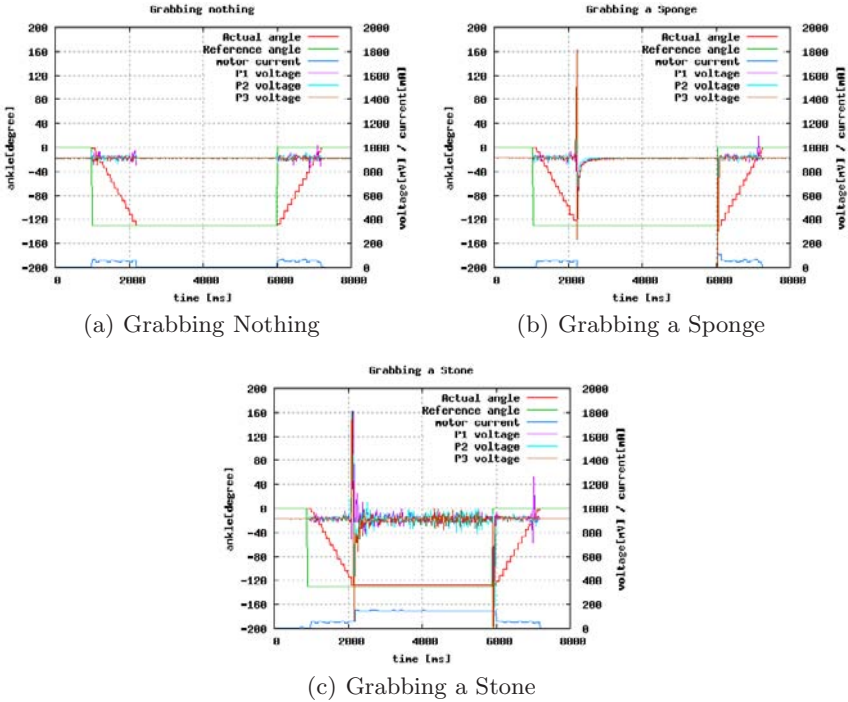 Grabbing nothing
Actual angle
Reference angle
motor current
P1 voltage
P2 voltage
P3 voltage
ankle[degree]
200
160
120
80
40
0
-40
-80
-120
-160
-200
2000
1800
1600
1400
1200
1000
800
600
400
200
0
voltage[mV] / current[mA]
0 2000 4000 6000 8000
time [ms]
(a) Grabbing Nothing
Grabbing a Sponge
Actual angle
Reference angle
motor current
P1 voltage
P2 voltage
P3 voltage
ankle[degree]
200
160
120
80
40
0
-40
-80
-120
-160
-200
2000
1800
1600
1400
1200
1000
800
600
400
200
0
voltage[mV] / current[mA]
0 2000 4000 6000 8000
time [ms]
(b) Grabbing a Sponge
Grabbing a Stone
Actual angle
Reference angle
motor current
P1 voltage
P2 voltage
P3 voltage
ankle[degree]
200
160
120
80
40
0
-40
-80
-120
-160
-200
2000
1800
1600
1400
1200
1000
800
600
400
200
0
voltage[mV] / current[mA]
0 2000 4000 6000 8000
time [ms]
(c) Grabbing a Stone